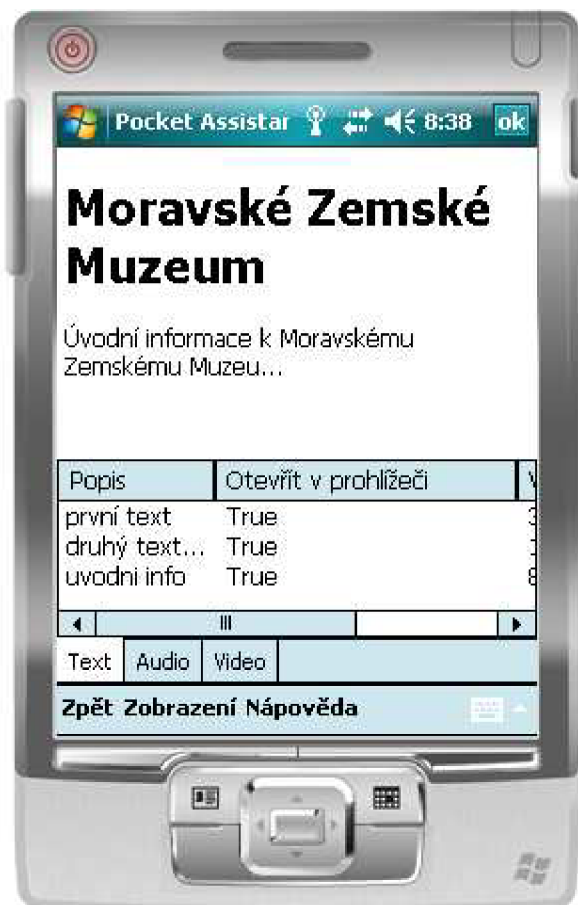 Pocket Assistar 8:38 ok
Moravské Zemské
Muzeum
Úvodní informace k Moravskému
Zemskému Muzeu...
Popis Otevřít v prohlížeči
první text True
druhý text... True
uvodni info True
Text Audio Video
Zpět Zobrazení Nápověda